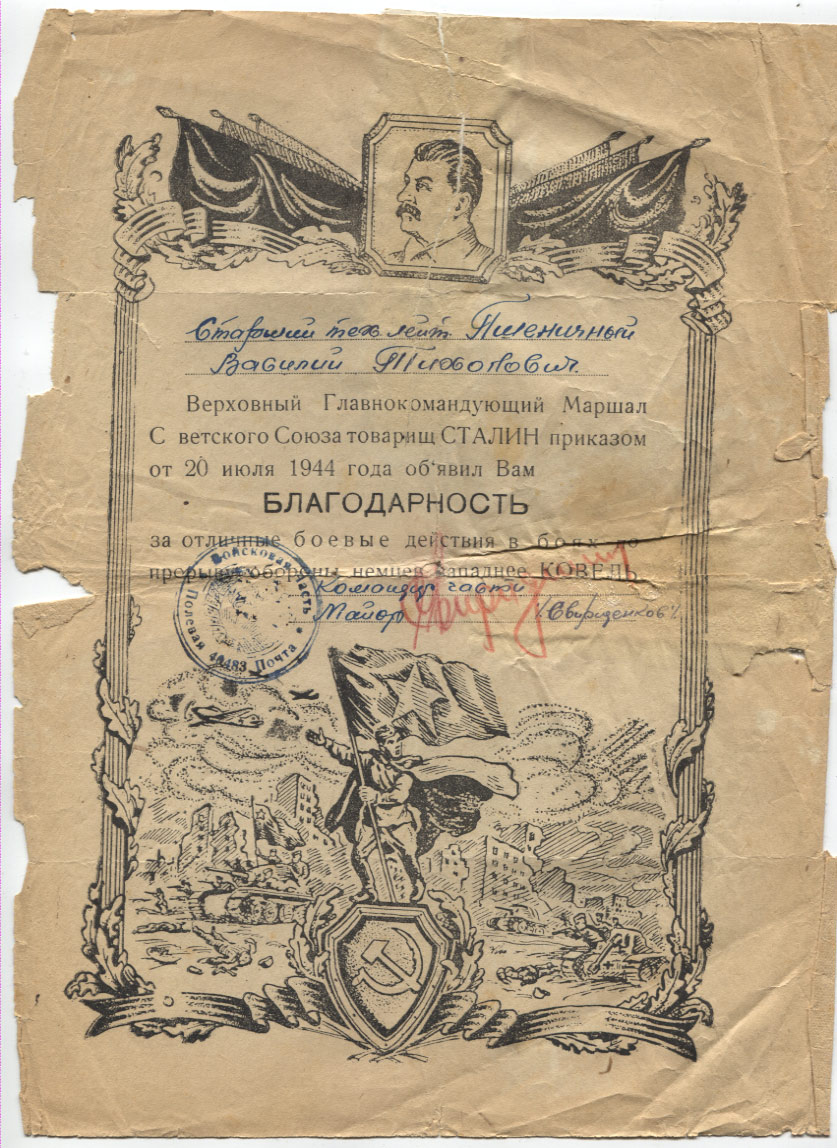 Старший тех лейт. Пшеничный
Василий Тихонович.
Верховный Главнокомандующий Маршал
С ветского Союза товарищ СТАЛИН приказом
от 20 июля 1944 года об'явил Вам
БЛАГОДАРНОСТЬ
за отличные боевые действия в боях по
прорыву обороны немцев западнее КОВЕЛЬ
Командир части
Майор /Свириденков/
Войсковая часть
Полевая Почта